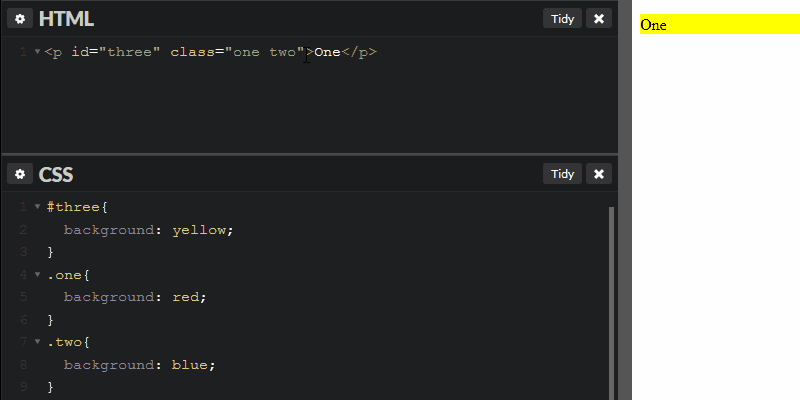 HTML
Tidy
1 <p id="three" class="one two">One</p>
One
CSS
Tidy
1 #three{
2 background: yellow;
3 }
4 .one{
5 background: red;
6 }
7 .two{
8 background: blue;
9 }